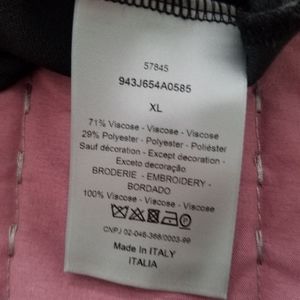 57845
943J654A0585
XL
71% Viscose - Viscose - Viscose
29% Polyester - Polyester - Poliéster
Sauf décoration - Except decoration -
Exceto decoração
BRODERIE - EMBROIDERY -
BORDADO
100% Viscose - Viscose - Viscose
CNPJ 02-048-368/0003-99
Made In ITALY
ITALIA